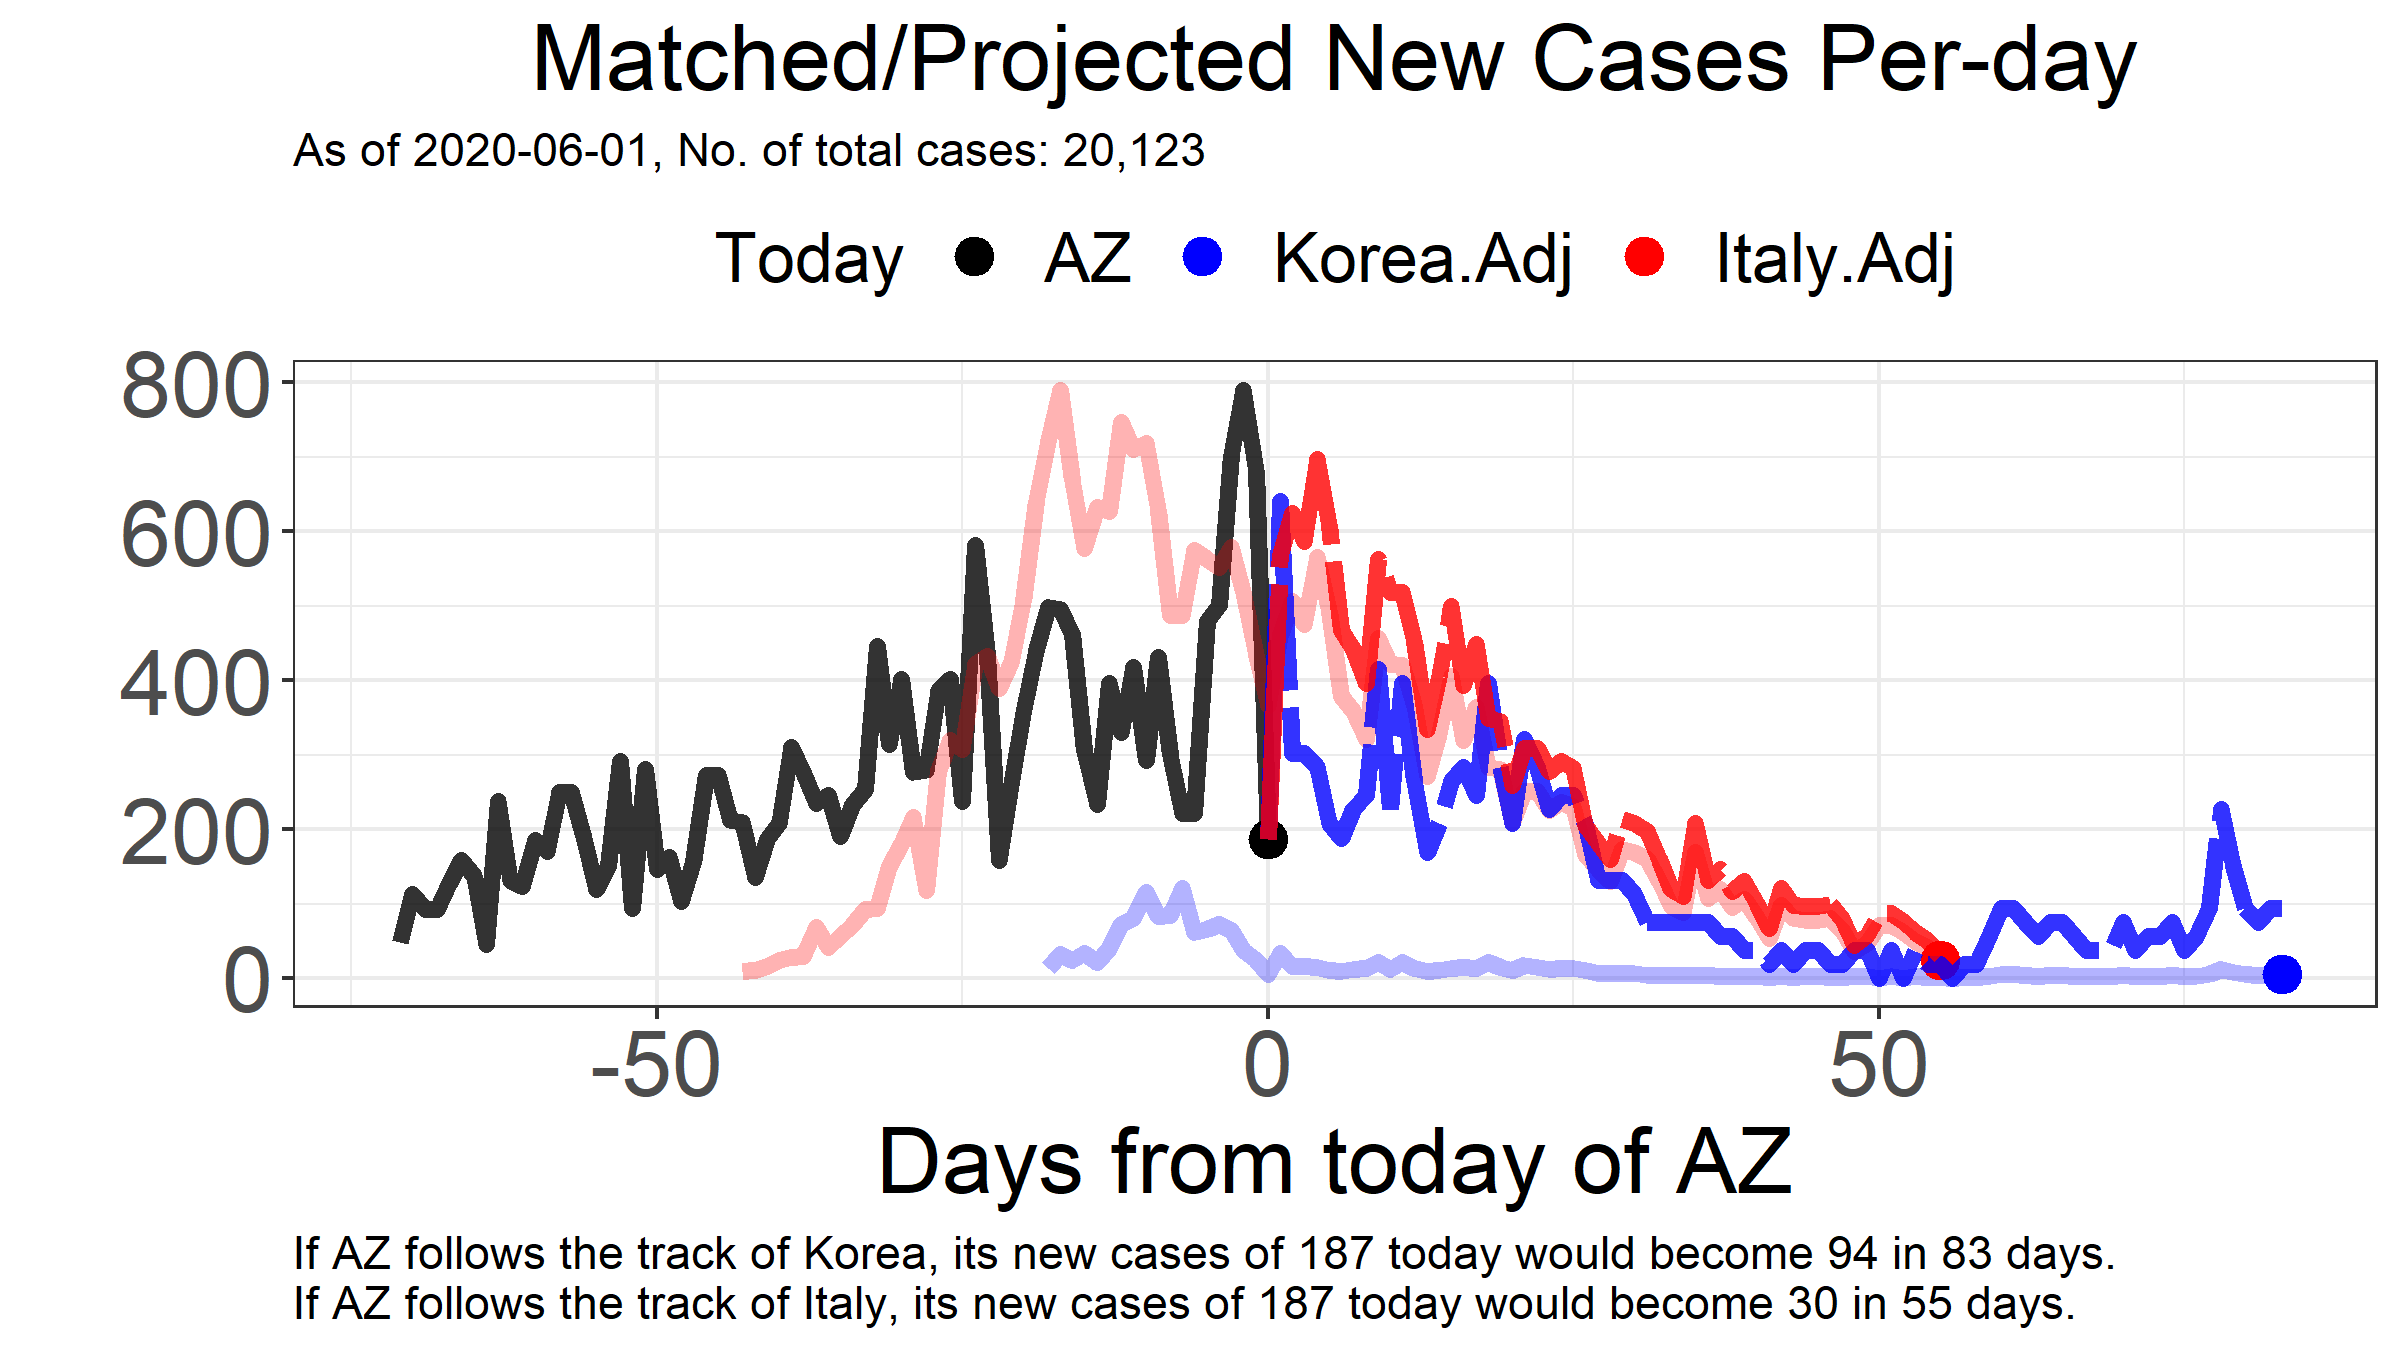 Matched/Projected New Cases Per-day
As of 2020-06-01, No. of total cases: 20,123
Today AZ Korea.Adj Italy.Adj
800
600
400
200
0
-50 0 50
Days from today of AZ
If AZ follows the track of Korea, its new cases of 187 today would become 94 in 83 days.
If AZ follows the track of Italy, its new cases of 187 today would become 30 in 55 days.